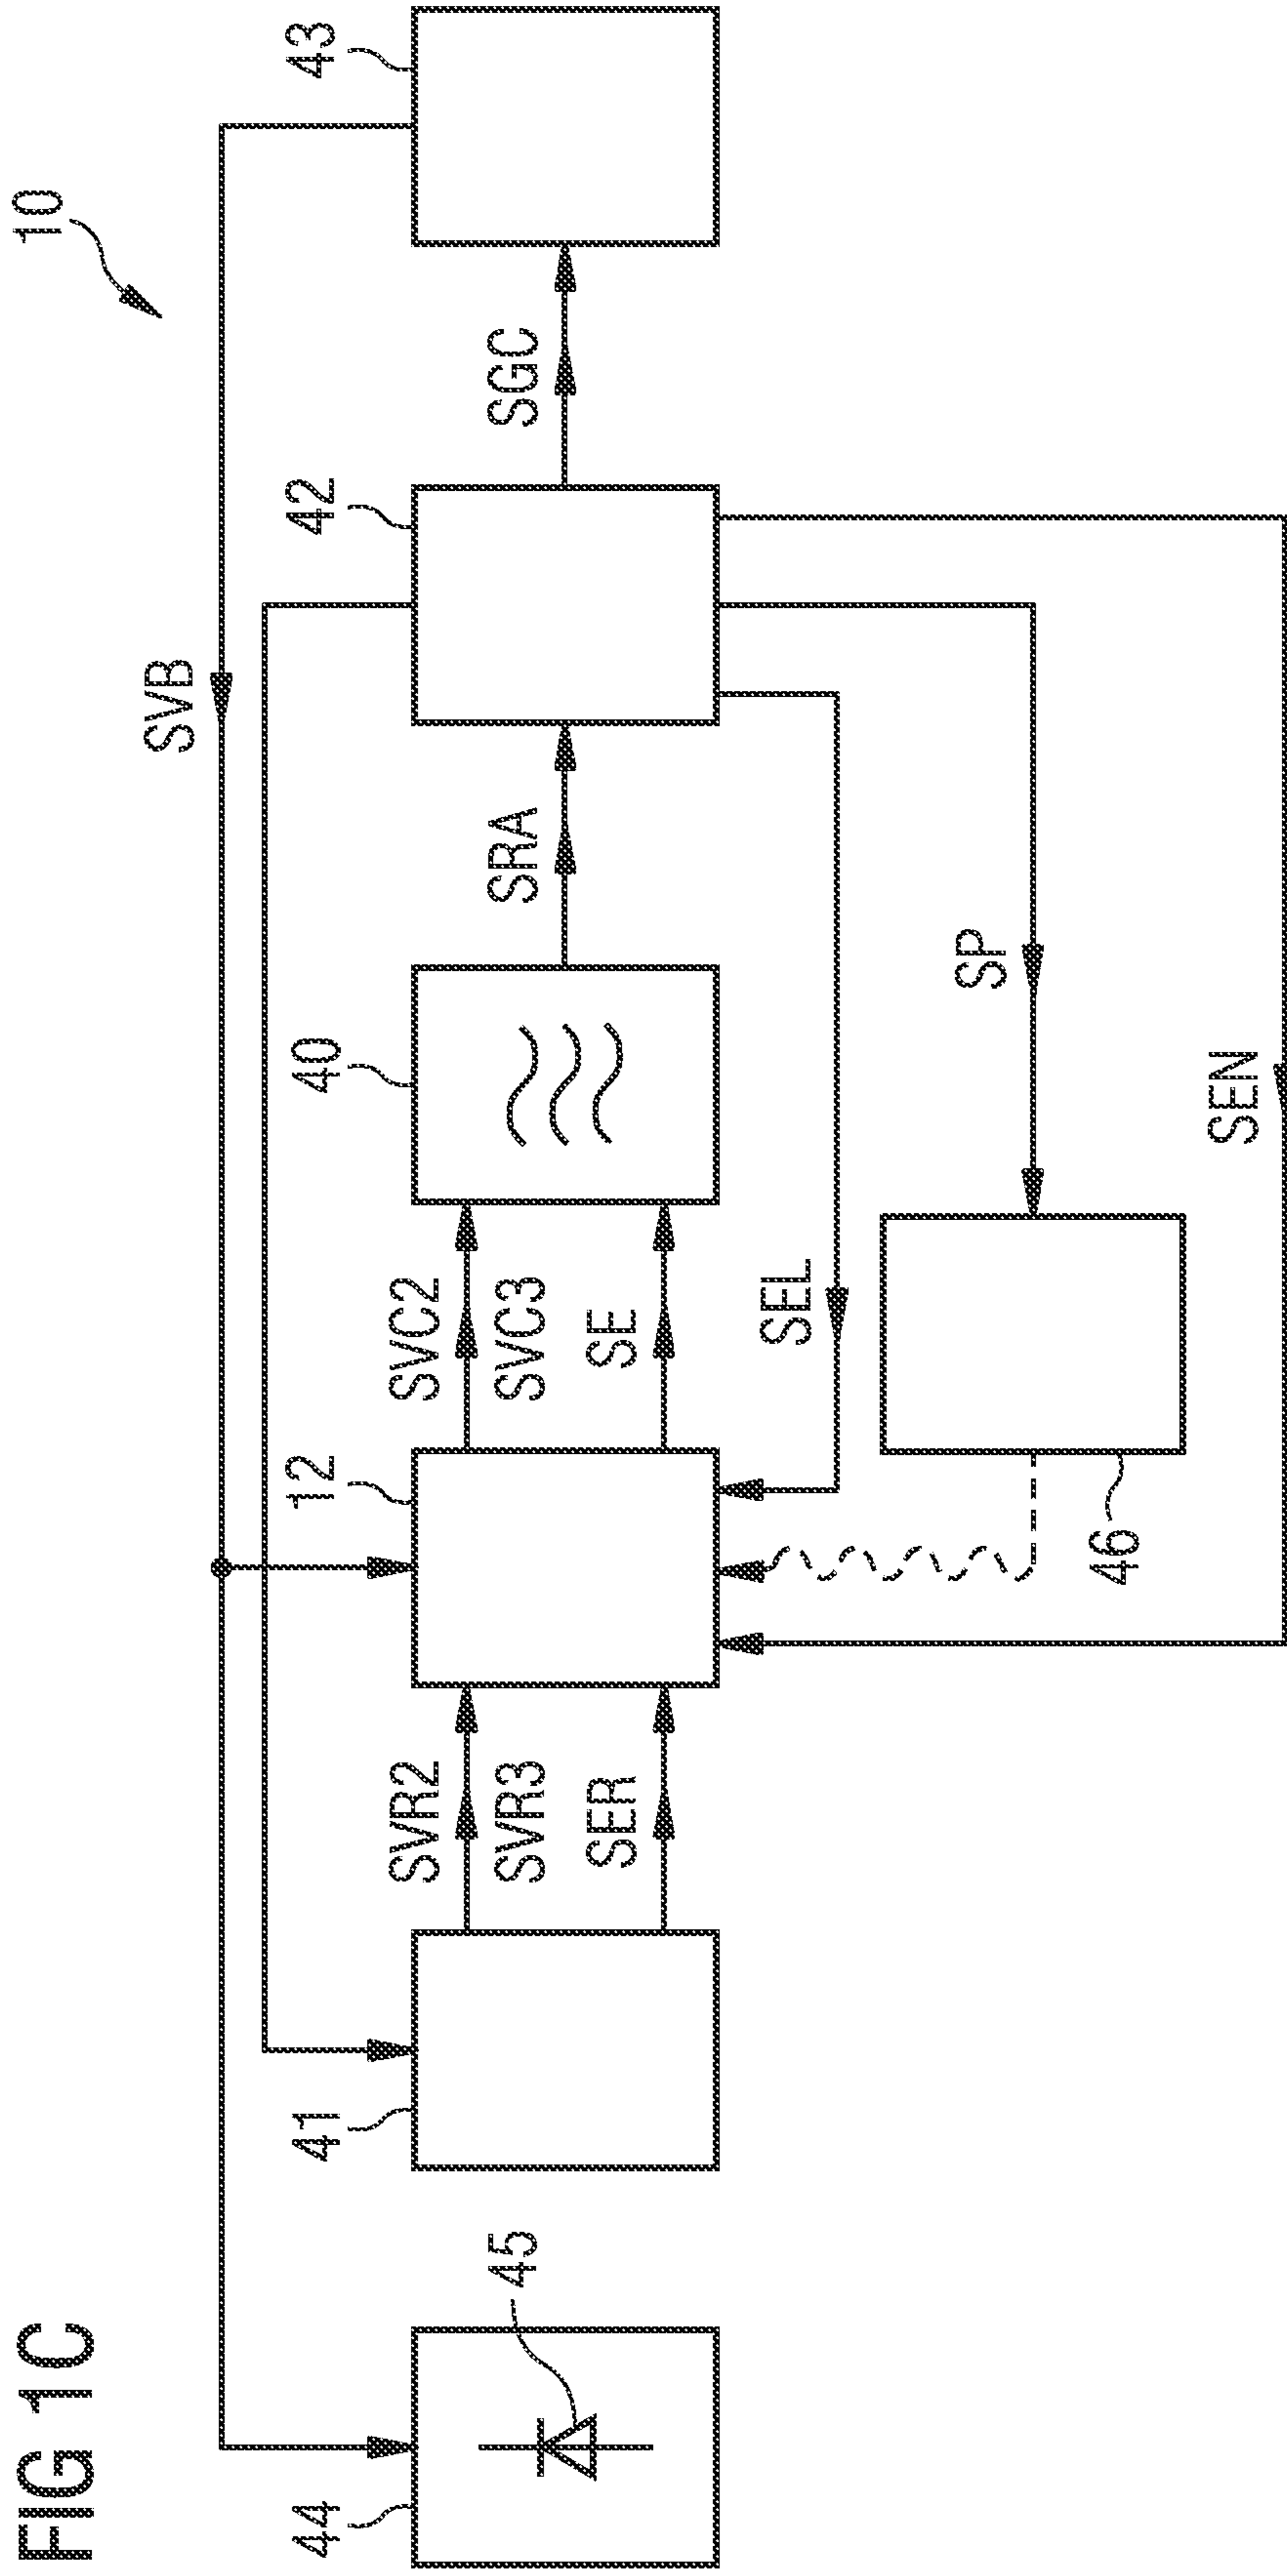 FIG 1C
10
SVB
44
45
41
12
40
42
43
SVR2
SVR3
SER
SVC2
SVC3
SE
SRA
SGC
SEL
SP
46
SEN